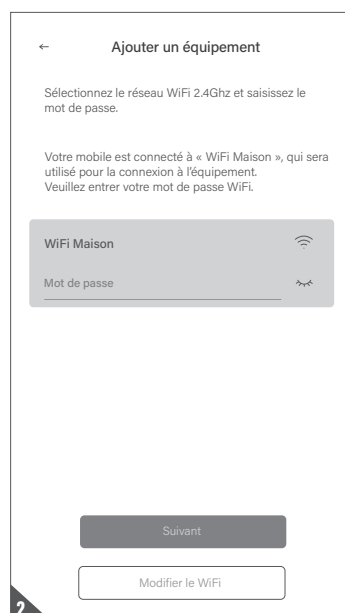 ← Ajouter un équipement
Sélectionnez le réseau WiFi 2.4Ghz et saisissez le
mot de passe.
Votre mobile est connecté à « WiFi Maison », qui sera
utilisé pour la connexion à l'équipement.
Veuillez entrer votre mot de passe WiFi.
WiFi Maison
Mot de passe
Suivant
Modifier le WiFi
2